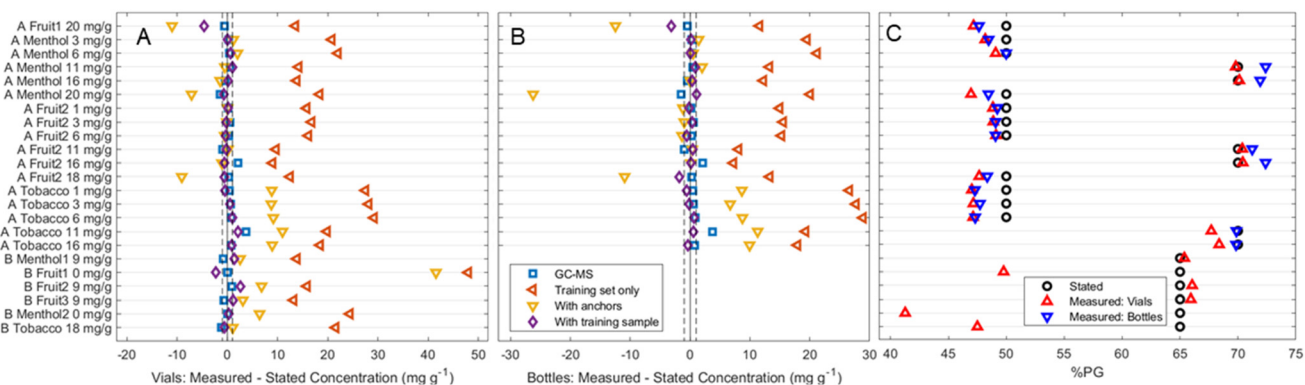 A Fruit1 20 mg/g
A Menthol 3 mg/g
A Menthol 6 mg/g
A Menthol 11 mg/g
A Menthol 16 mg/g
A Menthol 20 mg/g
A Fruit2 1 mg/g
A Fruit2 3 mg/g
A Fruit2 6 mg/g
A Fruit2 11 mg/g
A Fruit2 16 mg/g
A Fruit2 18 mg/g
A Tobacco 1 mg/g
A Tobacco 3 mg/g
A Tobacco 6 mg/g
A Tobacco 11 mg/g
A Tobacco 16 mg/g
B Menthol1 9 mg/g
B Fruit1 0 mg/g
B Fruit2 9 mg/g
B Fruit3 9 mg/g
B Menthol2 0 mg/g
B Tobacco 18 mg/g
A
-20 -10 0 10 20 30 40 50
Vials: Measured - Stated Concentration (mg g⁻¹)
B
GC-MS
Training set only
With anchors
With training sample
-30 -20 -10 0 10 20 30
Bottles: Measured - Stated Concentration (mg g⁻¹)
C
Stated
Measured: Vials
Measured: Bottles
40 45 50 55 60 65 70 75
%PG